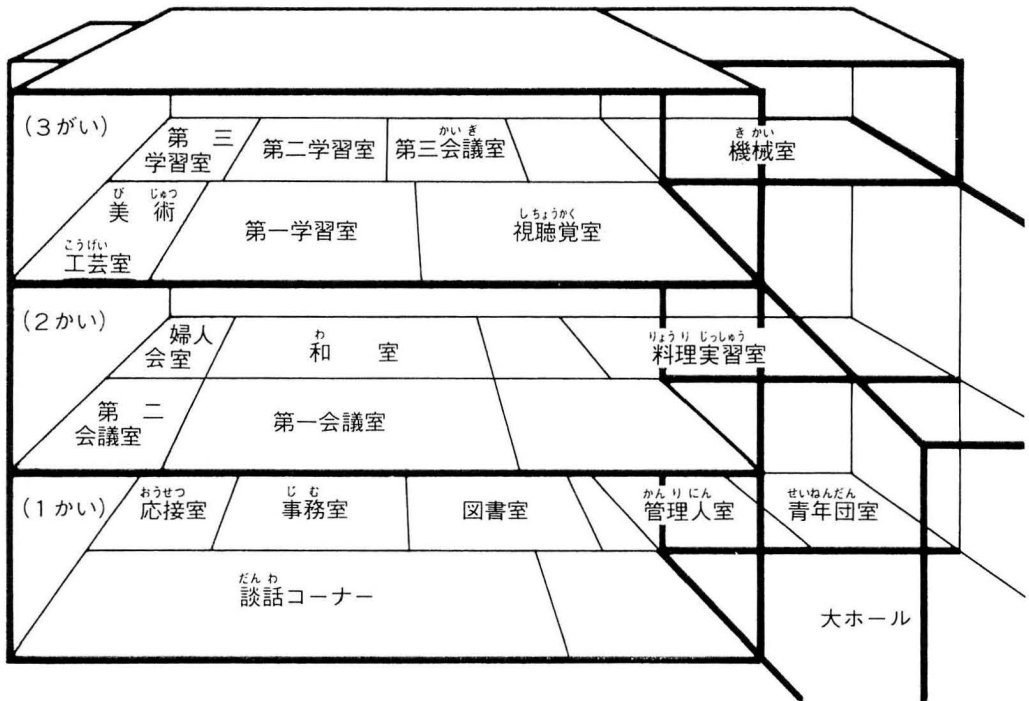 (3がい)
第三
学習室
第二学習室
かいぎ
第三会議室
きかい
機械室
びじゅつ
美術
こうげい
工芸室
第一学習室
しちょうかく
視聴覚室
(2かい)
婦人
会室
わ
和室
りょうりじっしゅう
料理実習室
第二
会議室
第一会議室
(1かい)
おうせつ
応接室
じむ
事務室
図書室
かんりにん
管理人室
せいねんだん
青年団室
だんわ
談話コーナー
大ホール